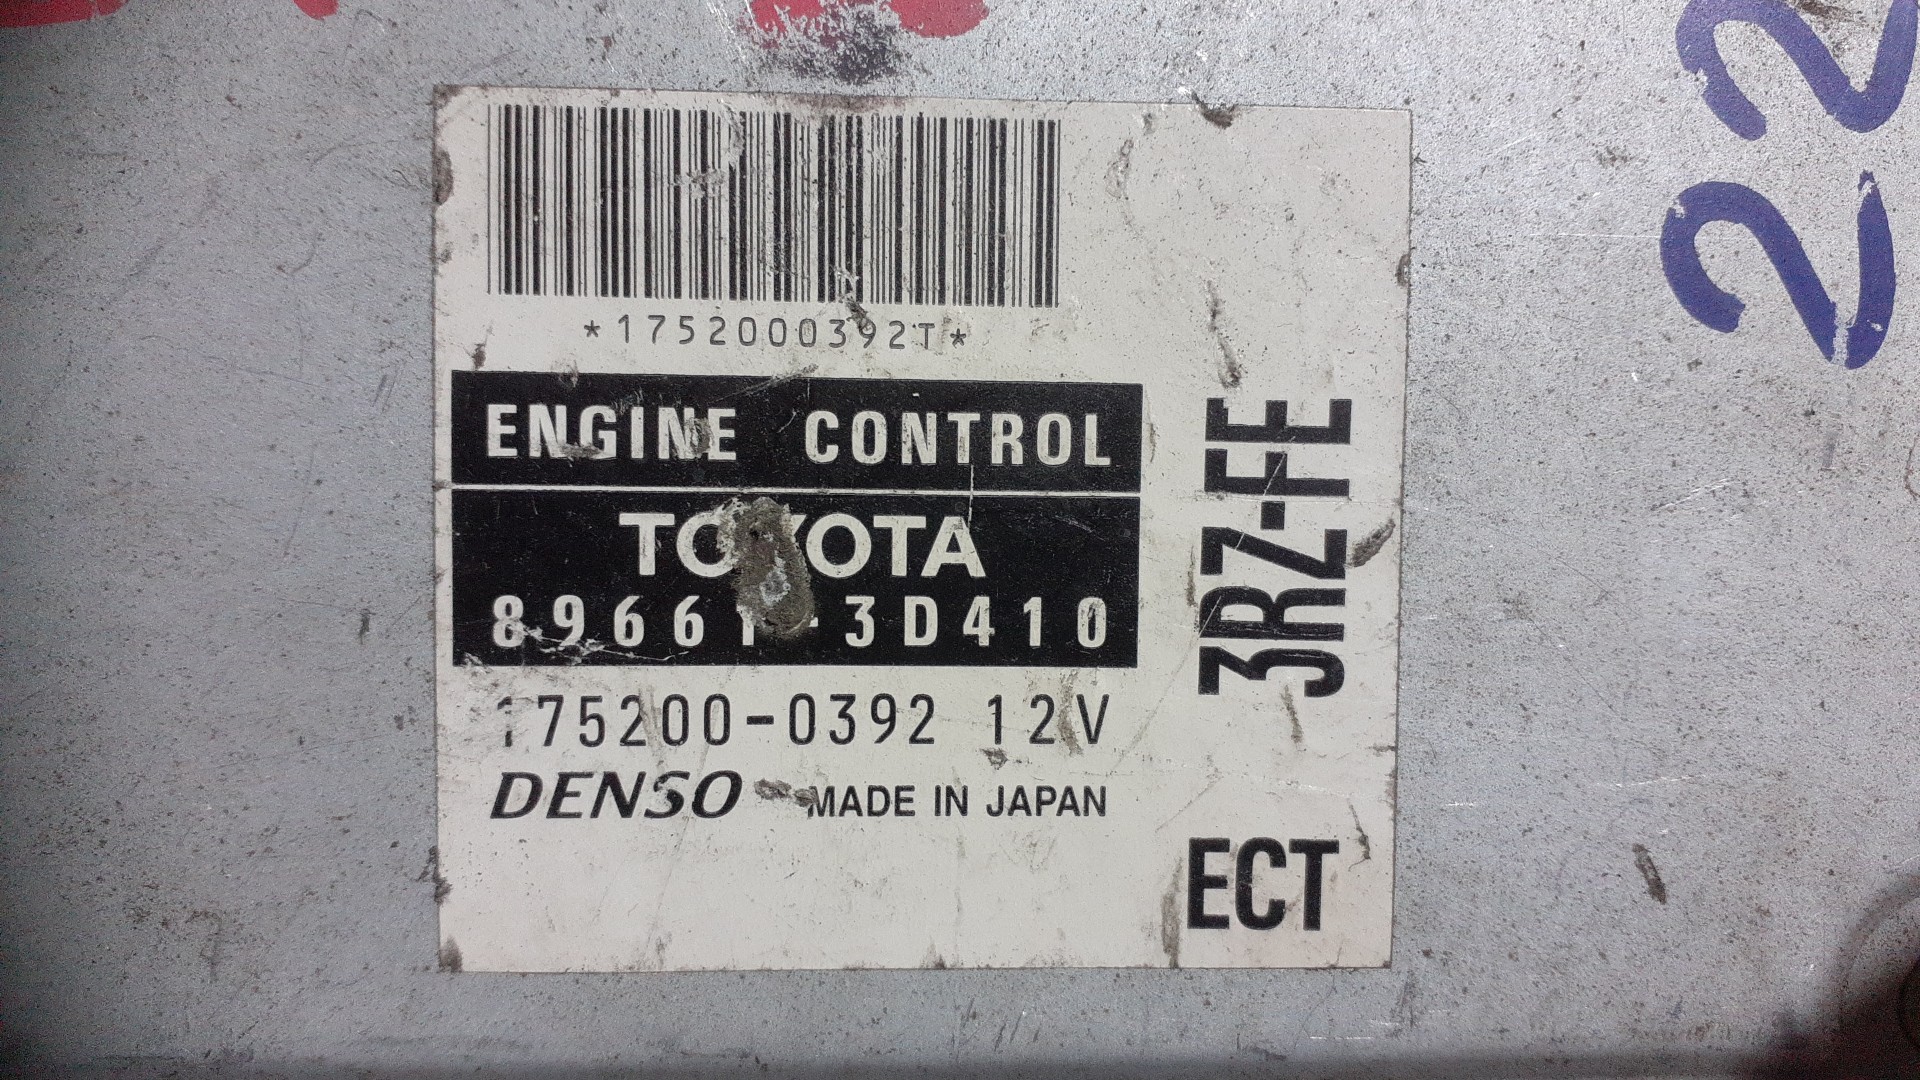 *1752000392T*
ENGINE CONTROL
TOYOTA
89661-3D410
175200-0392 12V
DENSO MADE IN JAPAN
3RZ-FE
ECT
22